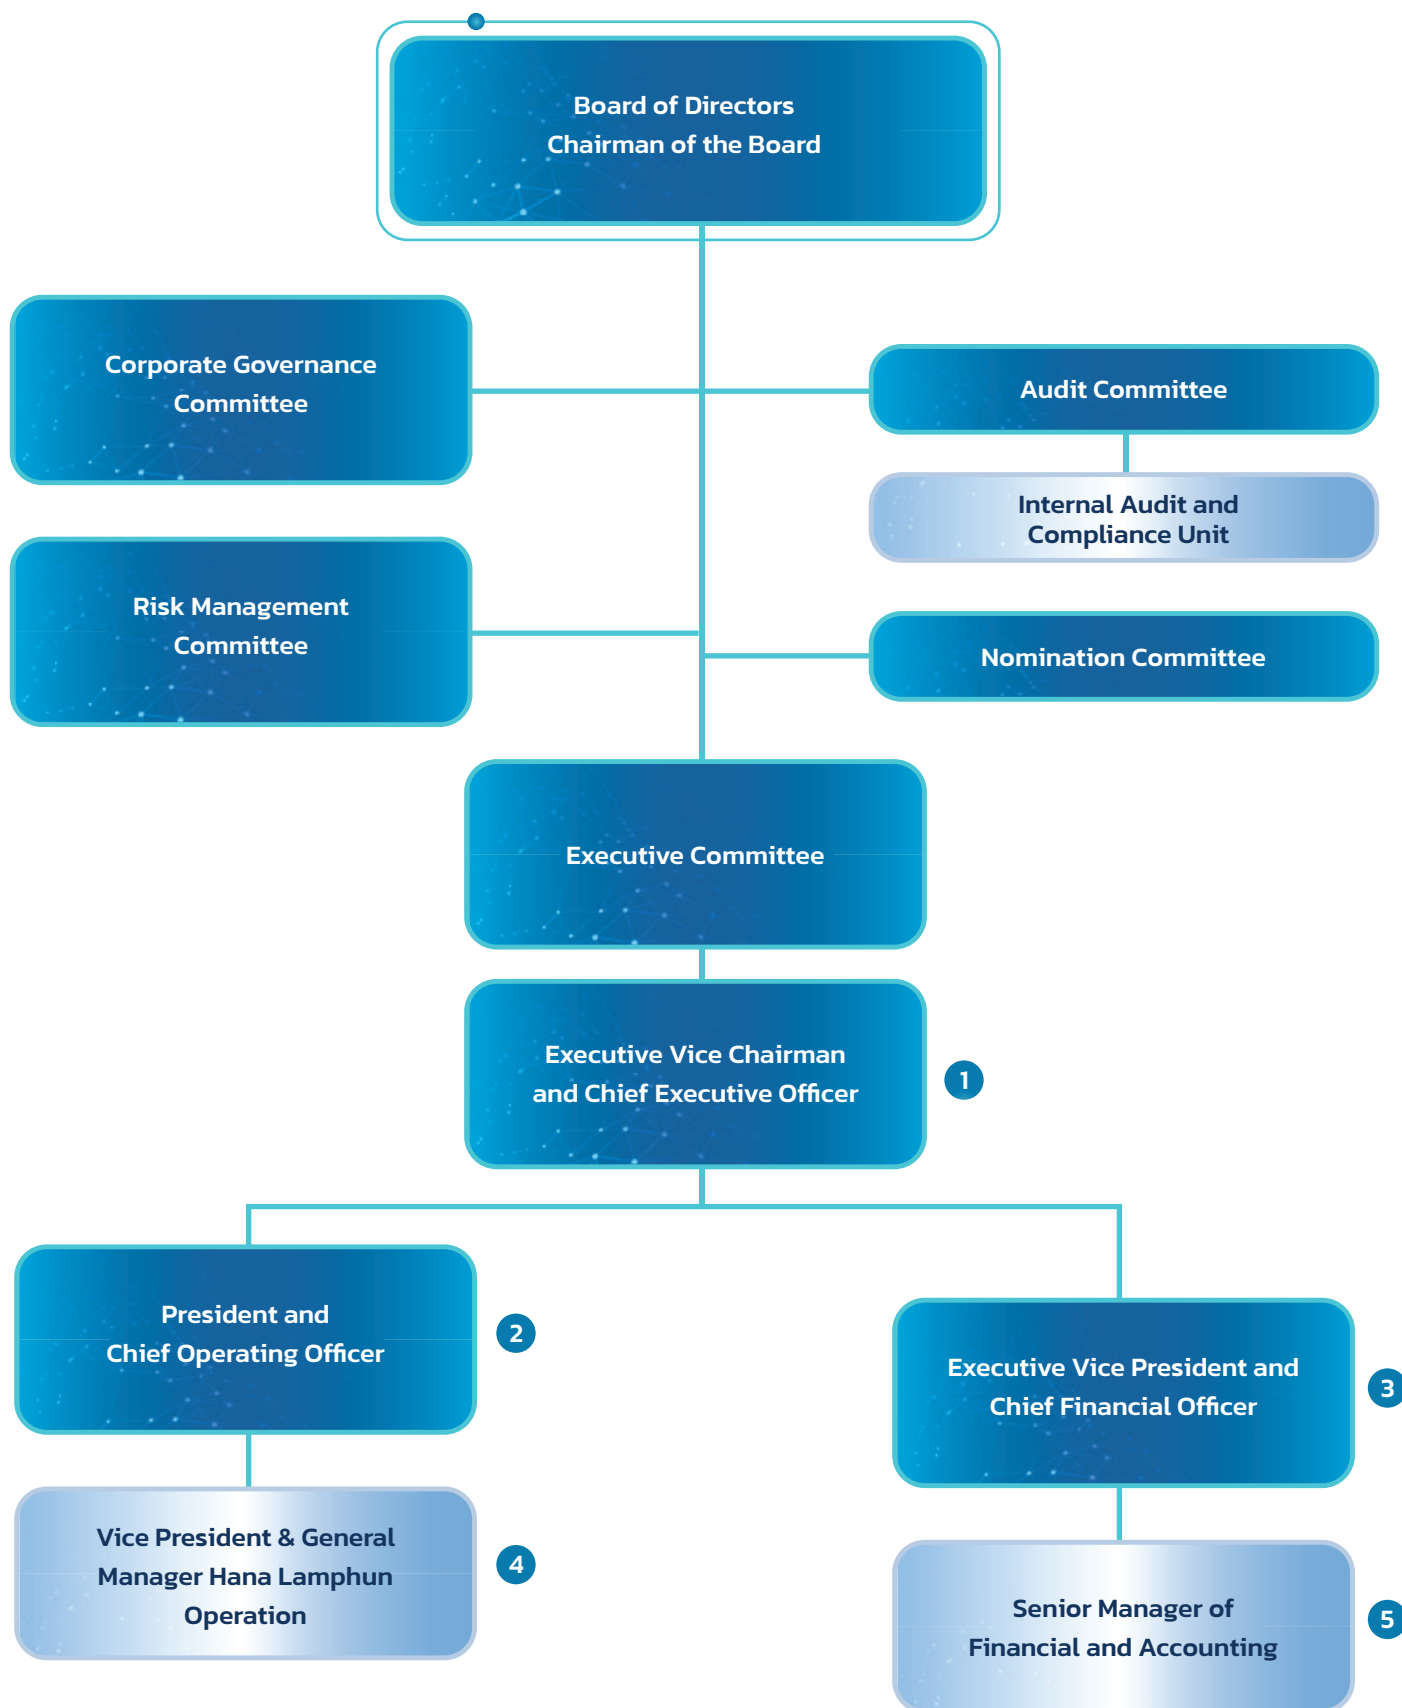 Board of Directors
Chairman of the Board
Corporate Governance
Committee
Audit Committee
Internal Audit and
Compliance Unit
Risk Management
Committee
Nomination Committee
Executive Committee
Executive Vice Chairman
and Chief Executive Officer
1
President and
Chief Operating Officer
2
Executive Vice President and
Chief Financial Officer
3
Vice President & General
Manager Hana Lamphun
Operation
4
Senior Manager of
Financial and Accounting
5